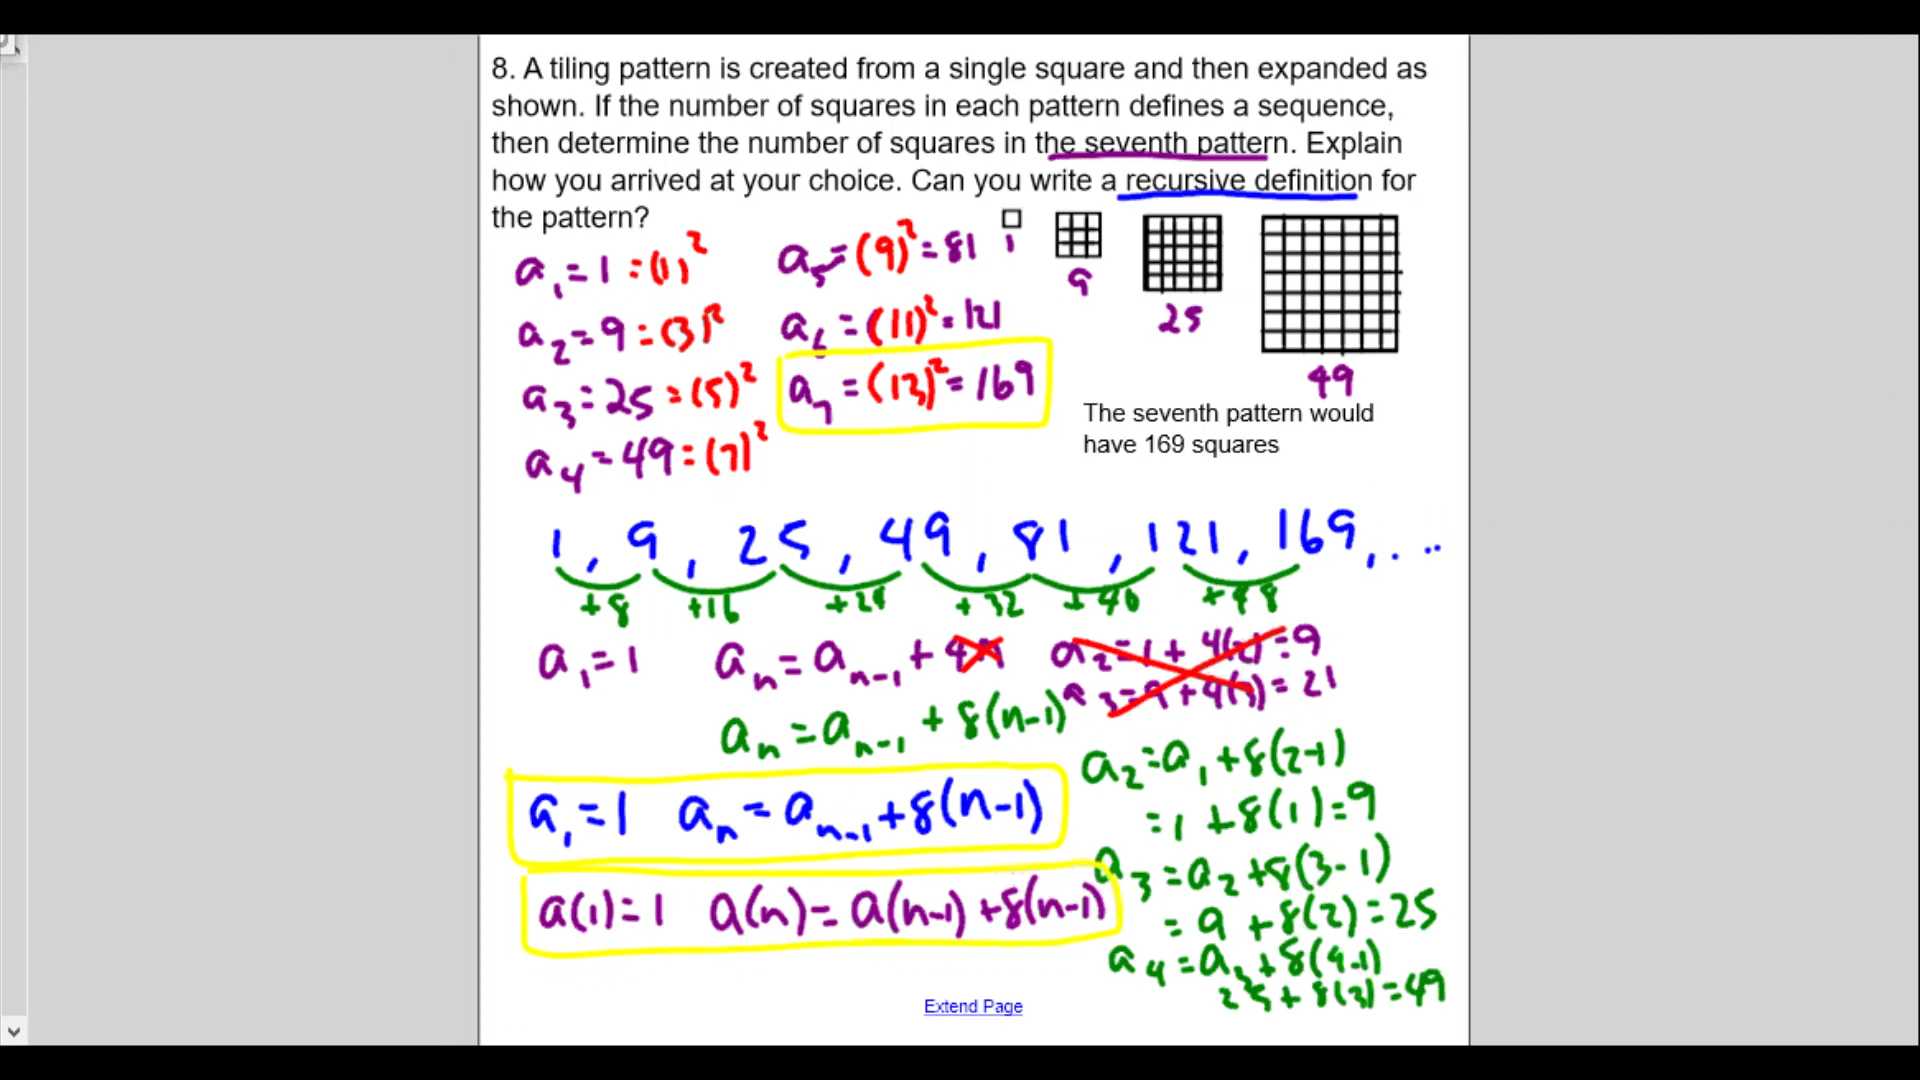 8. A tiling pattern is created from a single square and then expanded as
shown. If the number of squares in each pattern defines a sequence,
then determine the number of squares in the seventh pattern. Explain
how you arrived at your choice. Can you write a recursive definition for
the pattern?
a₁ = 1 = (1)²
a₂ = 9 = (3)²
a₃ = 25 = (5)²
a₄ = 49 = (7)²
a₅ = (9)² = 81
a₆ = (11)² = 121
a₇ = (13)² = 169
1
9
25
49
The seventh pattern would
have 169 squares
1, 9, 25, 49, 81, 121, 169, ...
+8 +16 +24 +32 +40 +48
a₁ = 1 aₙ = aₙ₋₁ + 4n
a₂ = 1 + 4(2) = 9
a₃ = 9 + 4(3) = 21
aₙ = aₙ₋₁ + 8(n-1)
a₁ = 1 aₙ = aₙ₋₁ + 8(n-1)
a(1) = 1 a(n) = a(n-1) + 8(n-1)
a₂ = a₁ + 8(2-1)
= 1 + 8(1) = 9
a₃ = a₂ + 8(3-1)
= 9 + 8(2) = 25
a₄ = a₃ + 8(4-1)
25 + 8(3) = 49
Extend Page